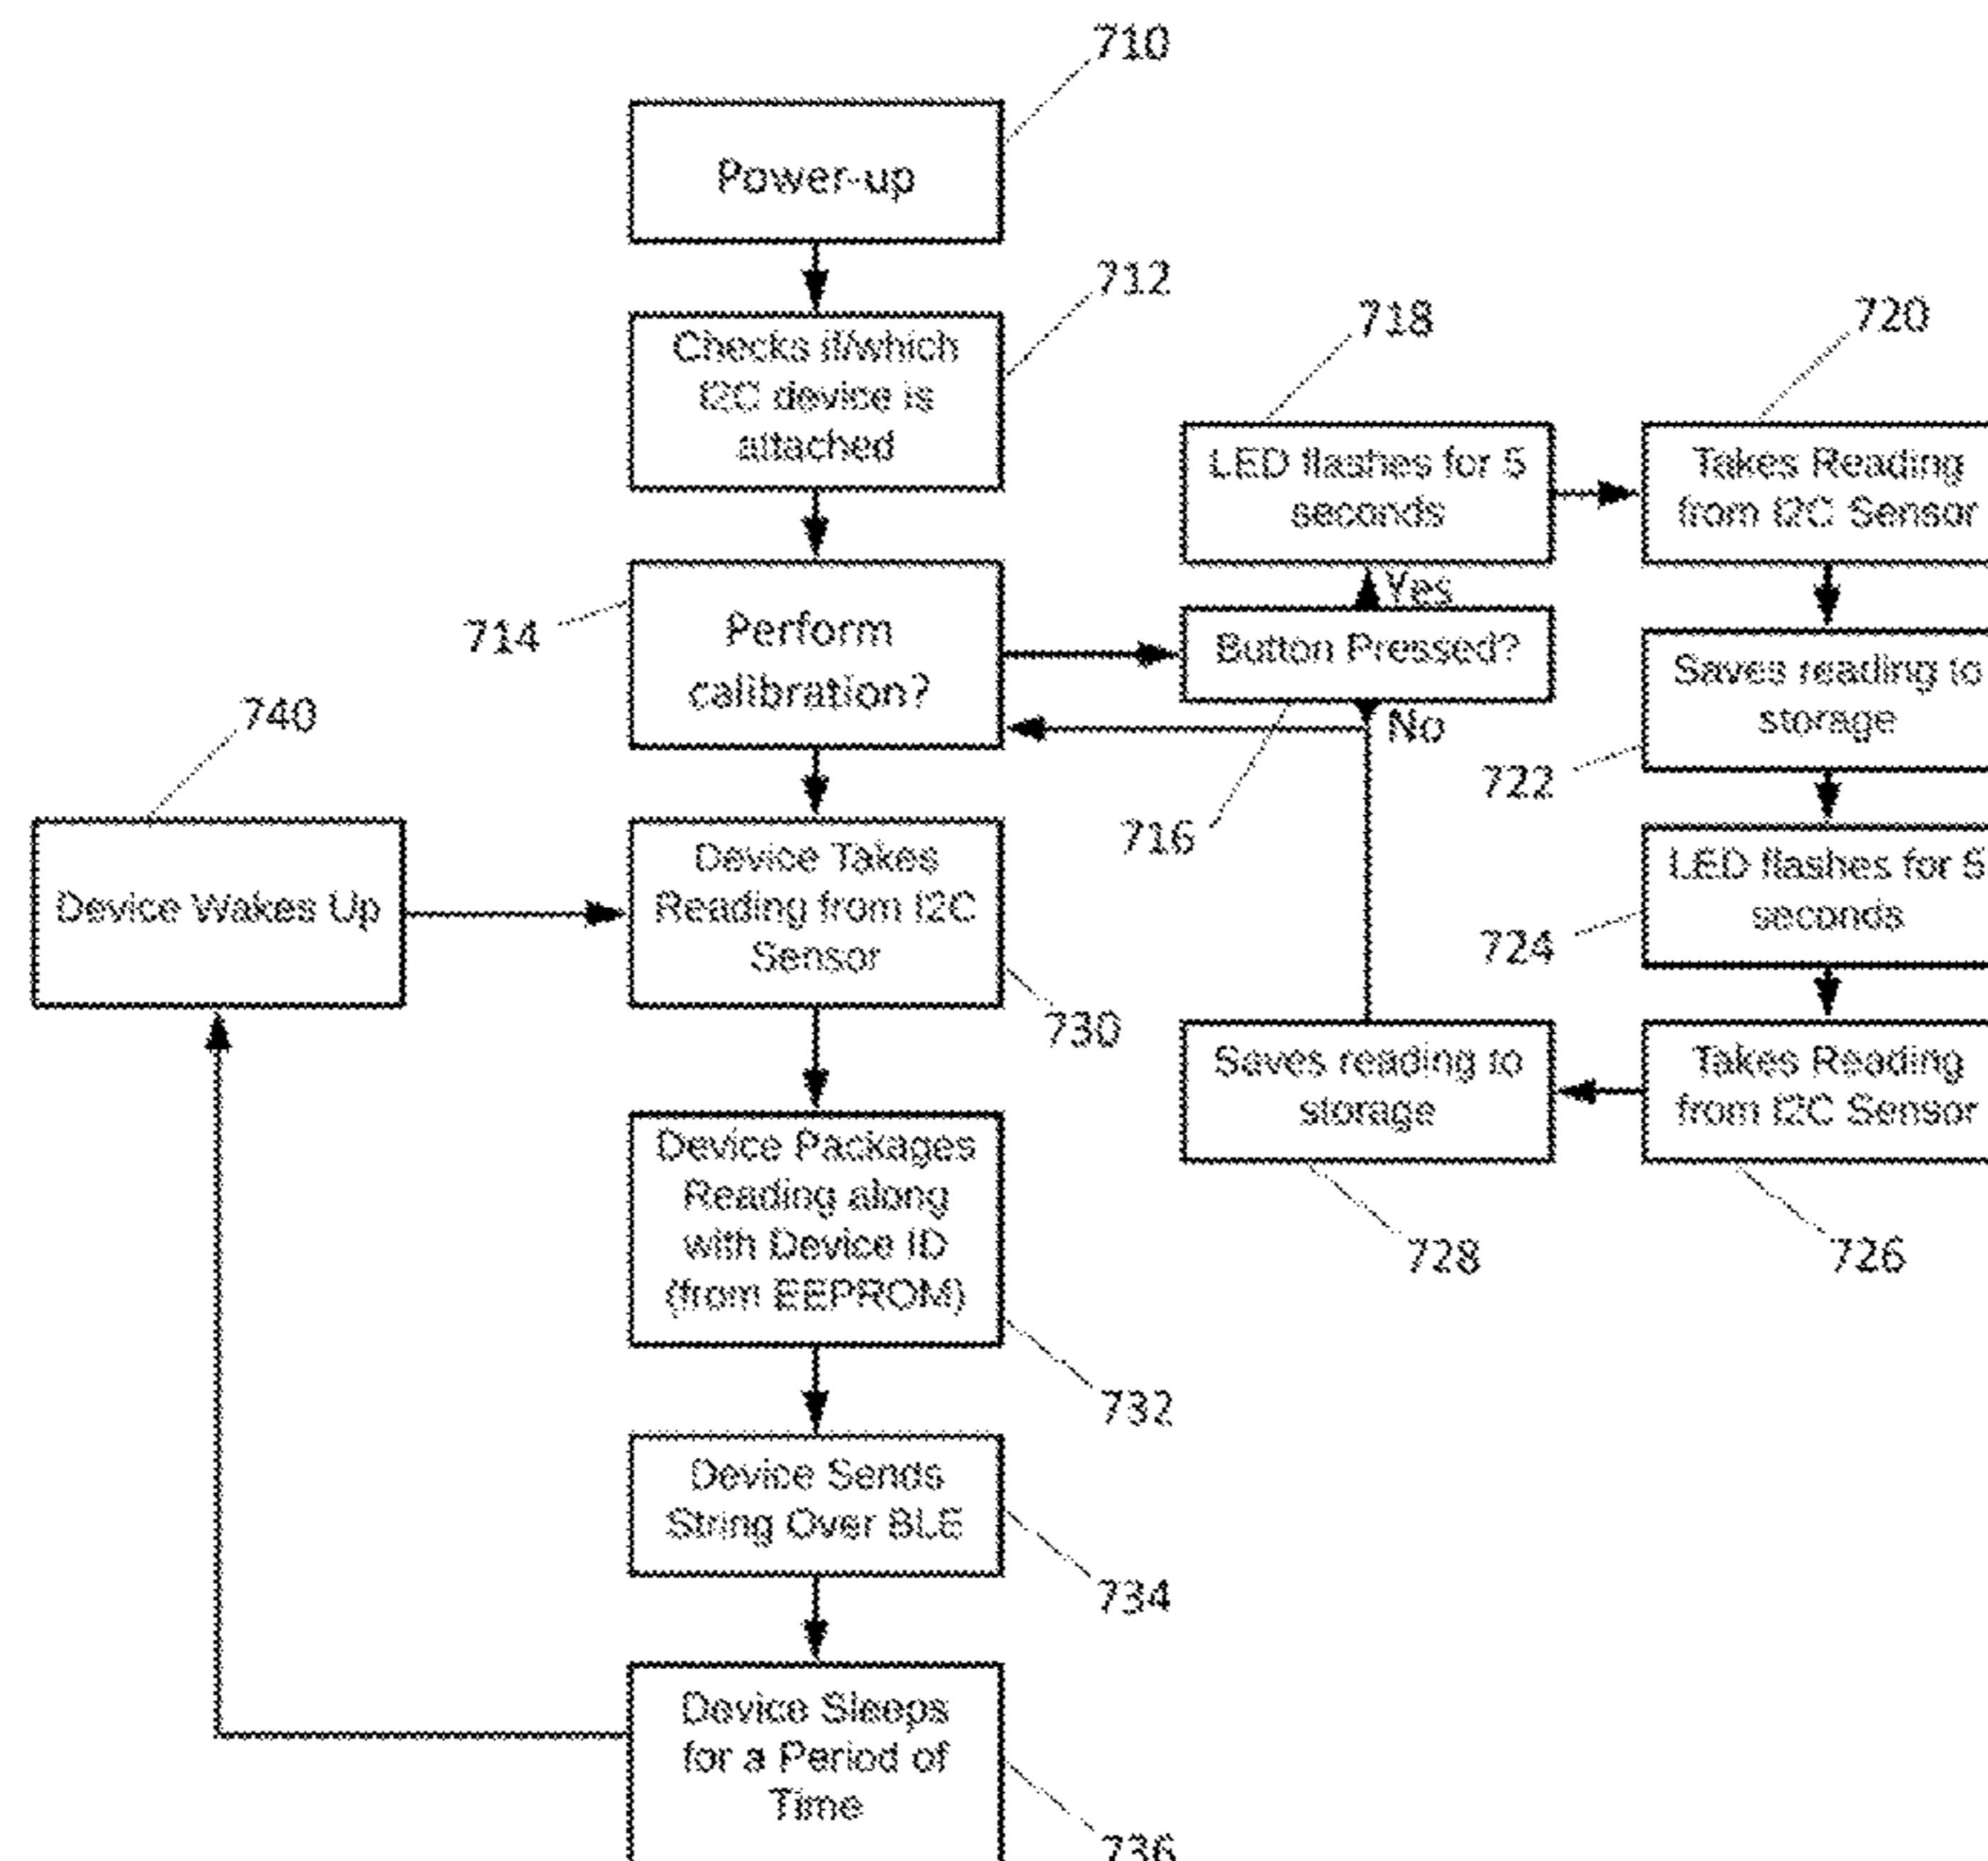 710
Power-up
712
Checks if/which
I2C device is
attached
718
LED flashes for 5
seconds
720
Takes Reading
from I2C Sensor
714
Perform
calibration?
Yes
Button Pressed?
No
716
Saves reading to
storage
722
LED flashes for 5
seconds
724
740
Device Wakes Up
Device Takes
Reading from I2C
Sensor
730
Saves reading to
storage
728
Takes Reading
from I2C Sensor
726
Device Packages
Reading along
with Device ID
(from EEPROM)
732
Device Sends
String Over BLE
734
Device Sleeps
for a Period of
Time
736